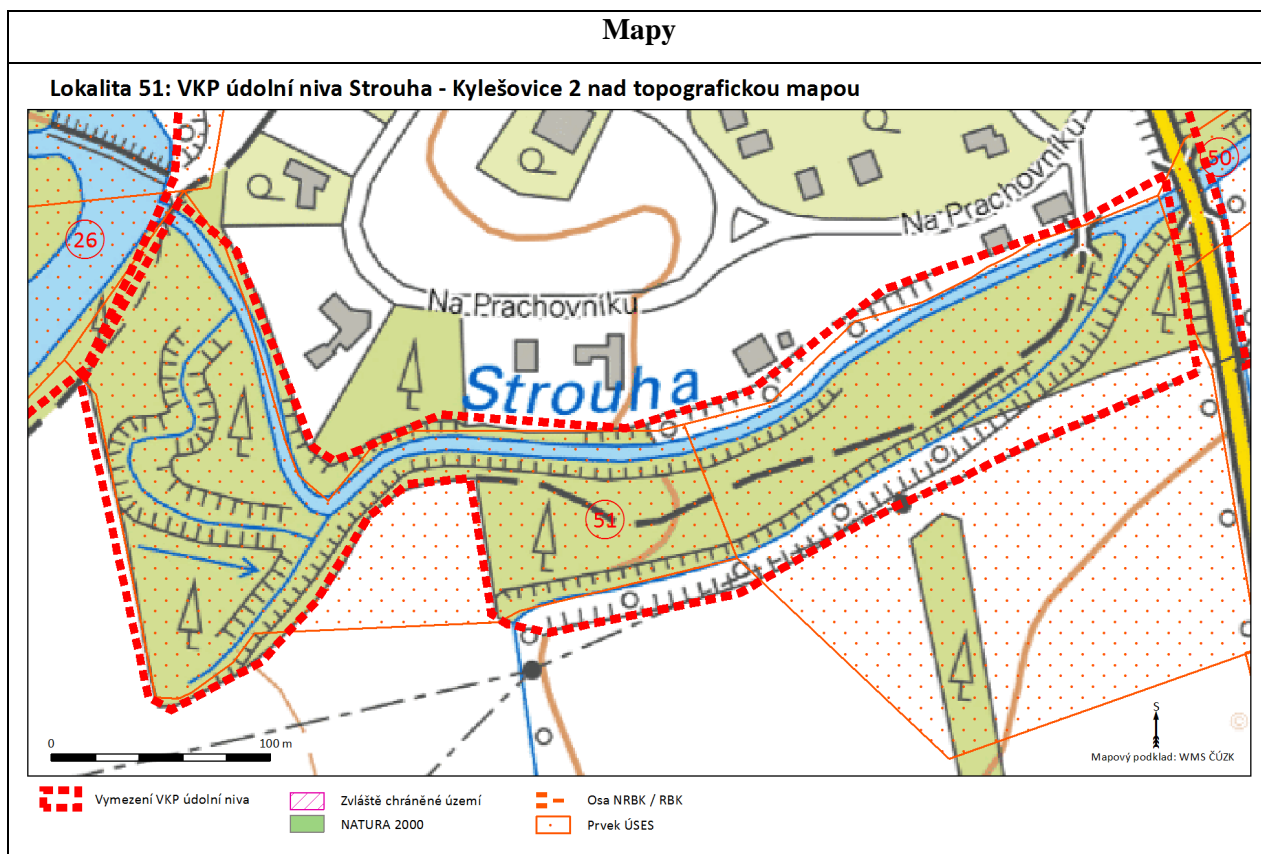 Mapy
Lokalita 51: VKP údolní niva Strouha - Kylešovice 2 nad topografickou mapou
50
26
Na Prachovníku
Na Prachovníku
Strouha
51
0 100 m
S
©
Mapový podklad: WMS ČÚZK
Vymezení VKP údolní niva
Zvláště chráněné území
Osa NRBK / RBK
NATURA 2000
Prvek ÚSES